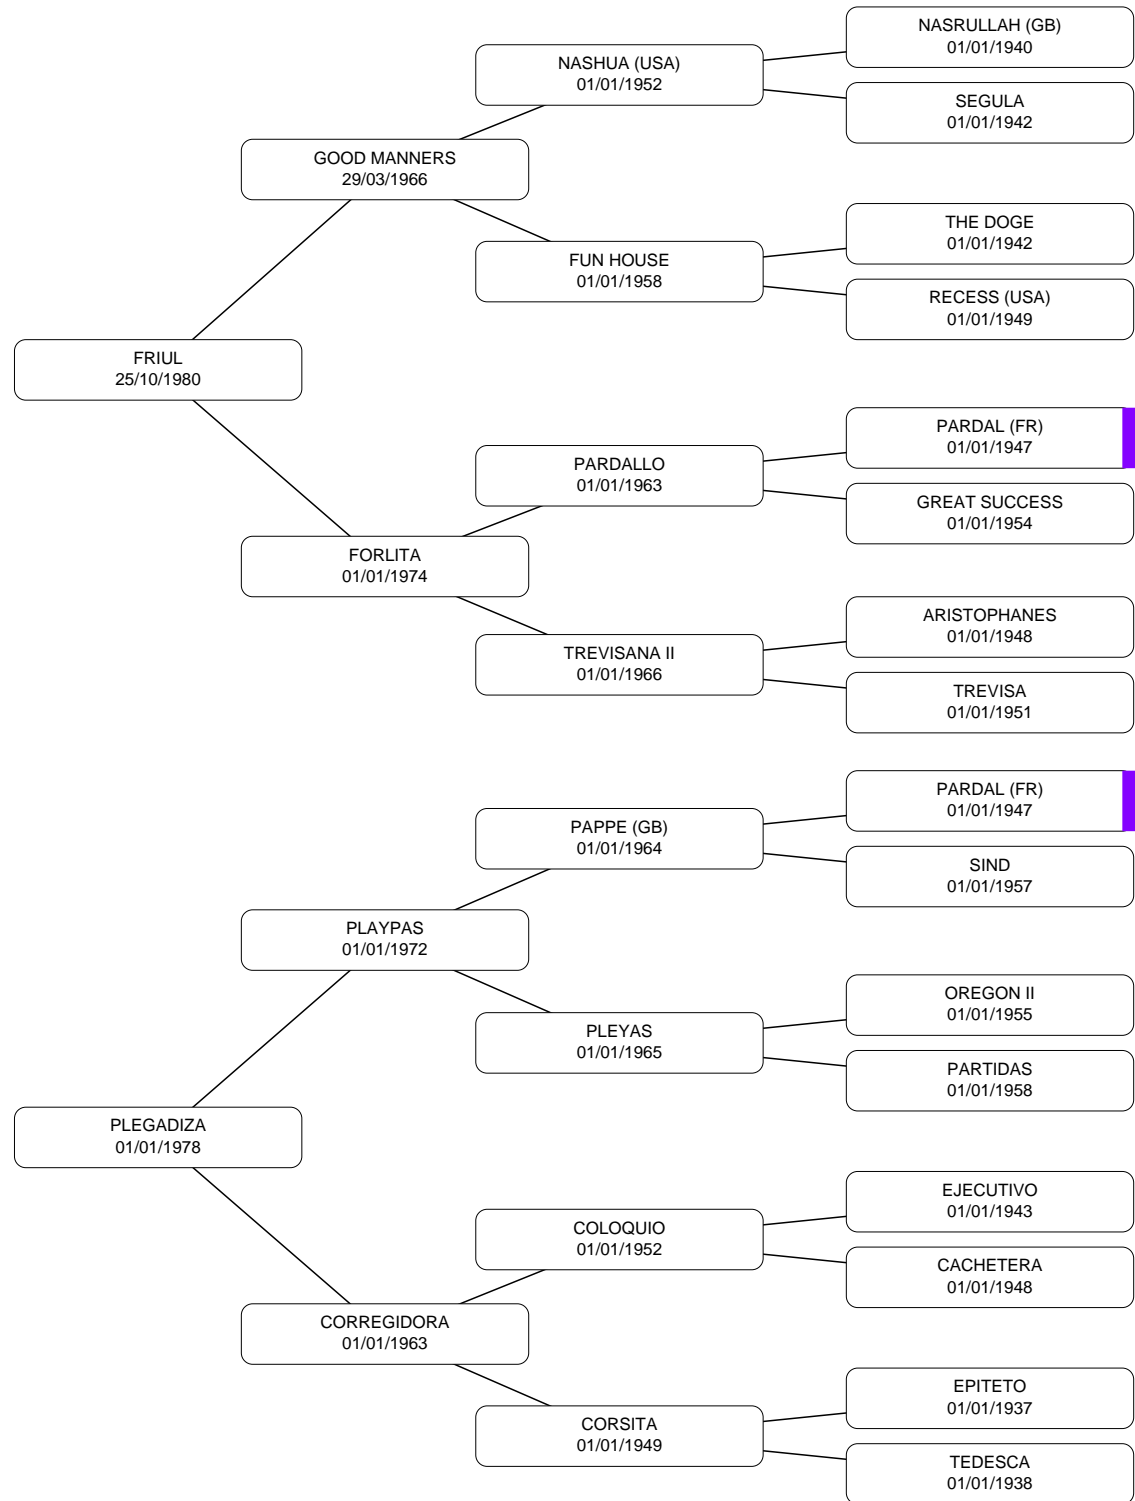 NASRULLAH (GB)
01/01/1940
NASHUA (USA)
01/01/1952
SEGULA
01/01/1942
GOOD MANNERS
29/03/1966
THE DOGE
01/01/1942
FUN HOUSE
01/01/1958
RECESS (USA)
01/01/1949
FRIUL
25/10/1980
PARDAL (FR)
01/01/1947
PARDALLO
01/01/1963
GREAT SUCCESS
01/01/1954
FORLITA
01/01/1974
ARISTOPHANES
01/01/1948
TREVISANA II
01/01/1966
TREVISA
01/01/1951
PARDAL (FR)
01/01/1947
PAPPE (GB)
01/01/1964
SIND
01/01/1957
PLAYPAS
01/01/1972
OREGON II
01/01/1955
PLEYAS
01/01/1965
PARTIDAS
01/01/1958
PLEGADIZA
01/01/1978
EJECUTIVO
01/01/1943
COLOQUIO
01/01/1952
CACHETERA
01/01/1948
CORREGIDORA
01/01/1963
EPITETO
01/01/1937
CORSITA
01/01/1949
TEDESCA
01/01/1938